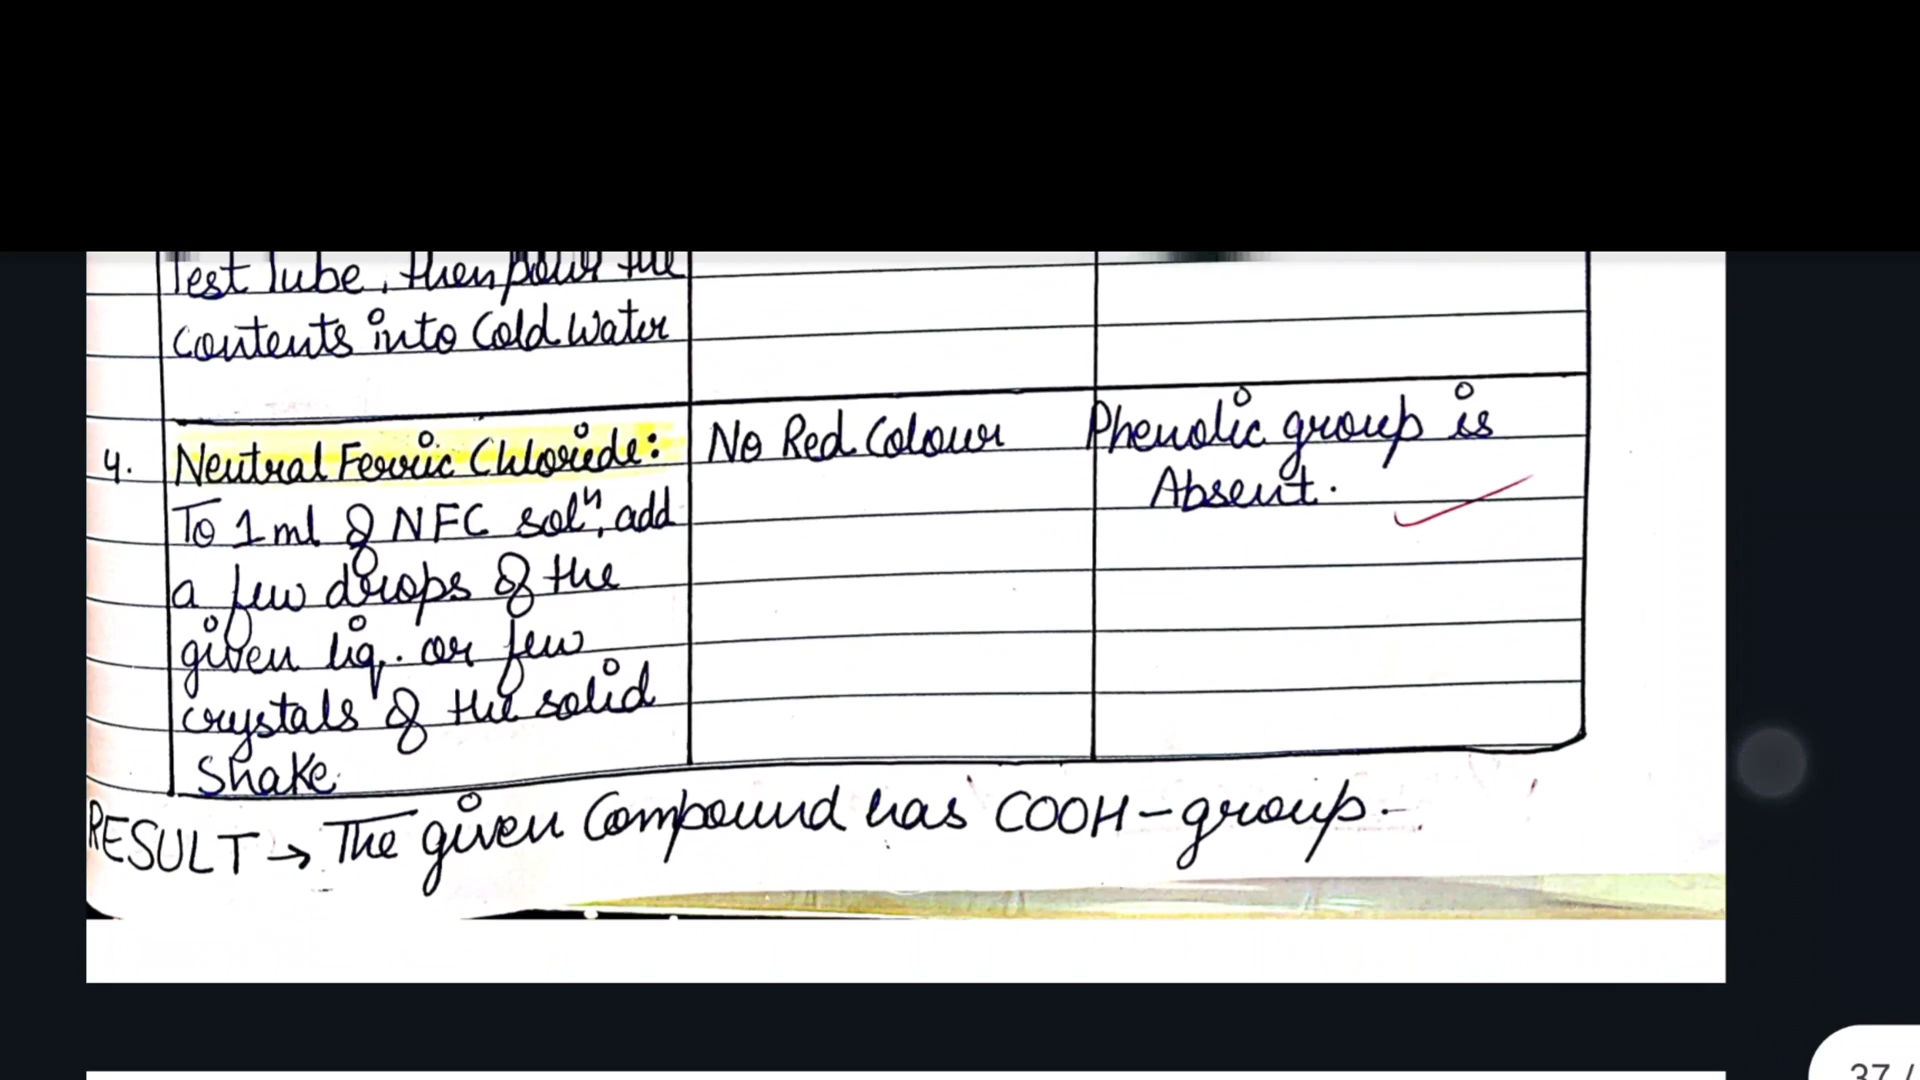 Test Tube, then pour the
contents into Cold Water
4. Neutral Ferric Chloride: No Red Colour Phenolic group is
Absent.
To 1 ml of NFC solⁿ, add
a few drops of the
given liq. or few
crystals of the solid
Shake.
RESULT → The given Compound has COOH-group.
37 /